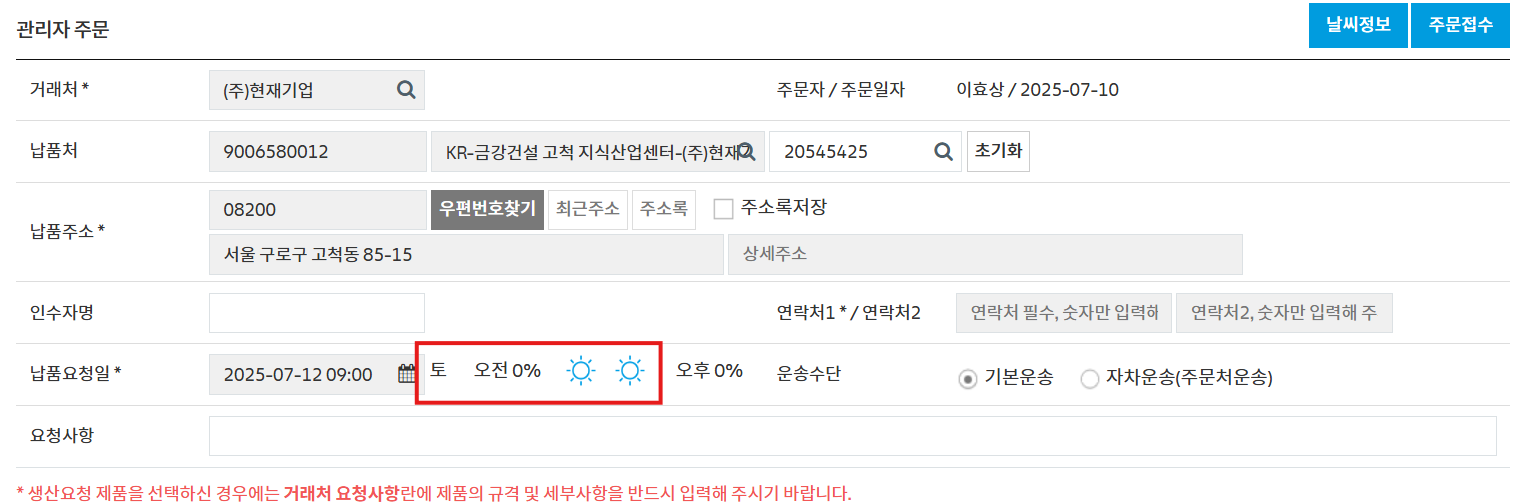 관리자 주문
날씨정보 주문접수
거래처 * (주)현재기업 주문자 / 주문일자 이효상 / 2025-07-10
납품처 9006580012 KR-금강건설 고척 지식산업센터-(주)현재 20545425 초기화
납품주소 * 08200 우편번호찾기 최근주소 주소록 주소록저장
서울 구로구 고척동 85-15 상세주소
인수자명 연락처1 * / 연락처2 연락처 필수, 숫자만 입력해 연락처2, 숫자만 입력해 주
납품요청일 * 2025-07-12 09:00 토 오전 0% 오후 0% 운송수단 기본운송 자차운송(주문처운송)
요청사항
* 생산요청 제품을 선택하신 경우에는 거래처 요청사항란에 제품의 규격 및 세부사항을 반드시 입력해 주시기 바랍니다.